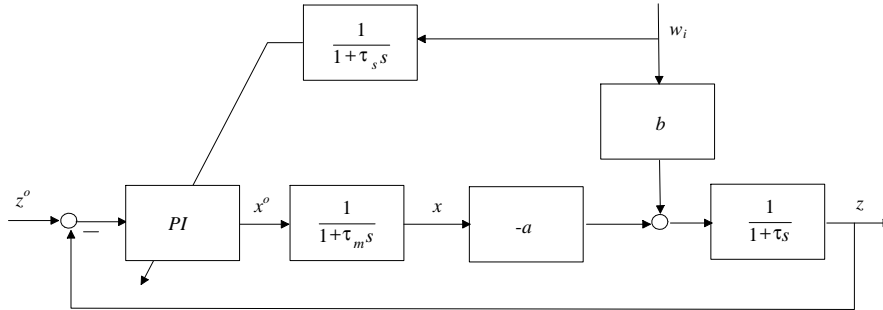 w_i
1
1+τ_s s
b
z^o
−
PI
x^o
1
1+τ_m s
x
-a
1
1+τs
z